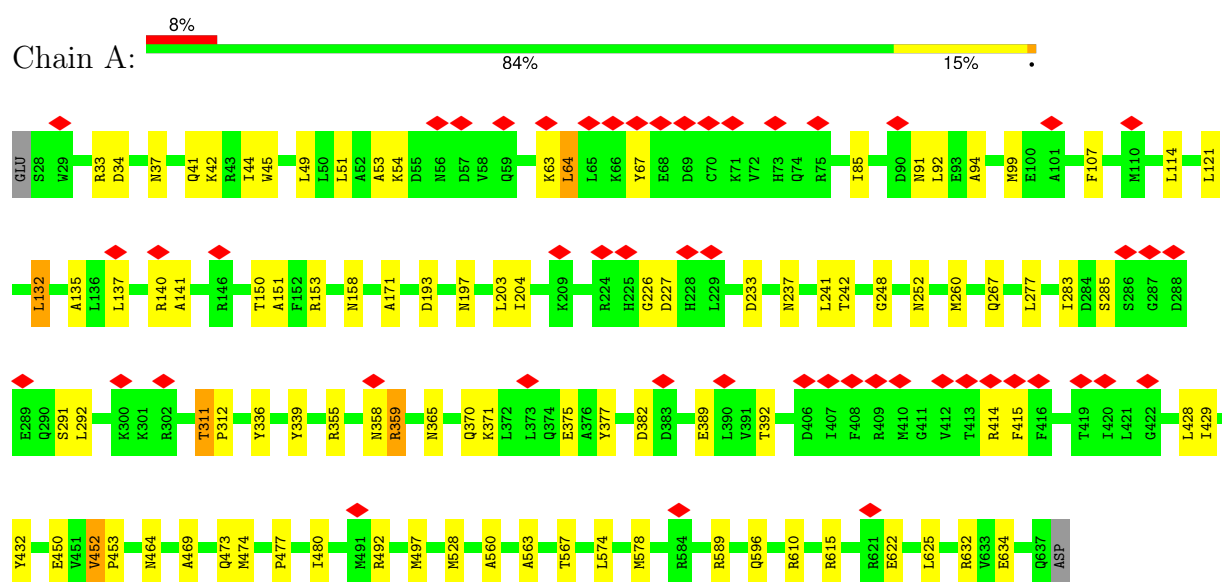 8%
Chain A:
84% 15% •
GLU S28 W29 R33 D34 N37 Q41 K42 R43 I44 W45 L49 L50 L51 A52 A53 K54 D55 N56 D57 V58 Q59 K63 L64 L65 K66 Y67 E68 D69 C70 K71 V72 H73 Q74 R75 I85 D90 N91 L92 E93 A94 M99 E100 A101 F107 M110 L114 L121
L132 A135 L136 L137 R140 A141 R146 T150 A151 F152 R153 N158 A171 D193 N197 L203 I204 K209 R224 H225 G226 D227 H228 L229 D233 N237 L241 T242 G248 N252 M260 Q267 L277 I283 D284 S285 S286 G287 D288
E289 Q290 S291 L292 K300 K301 R302 T311 P312 Y336 Y339 R355 N358 R359 N365 Q370 K371 L372 L373 Q374 E375 A376 Y377 D382 D383 E389 L390 V391 T392 D406 I407 F408 R409 M410 G411 V412 T413 R414 F415 F416 T419 I420 L421 G422 L428 I429
Y432 E450 V451 V452 P453 N464 A469 Q473 M474 P477 I480 M491 R492 M497 M528 A560 A563 T567 L574 M578 R584 R589 Q596 R610 R615 R621 E622 L625 R632 V633 E634 Q637 ASP